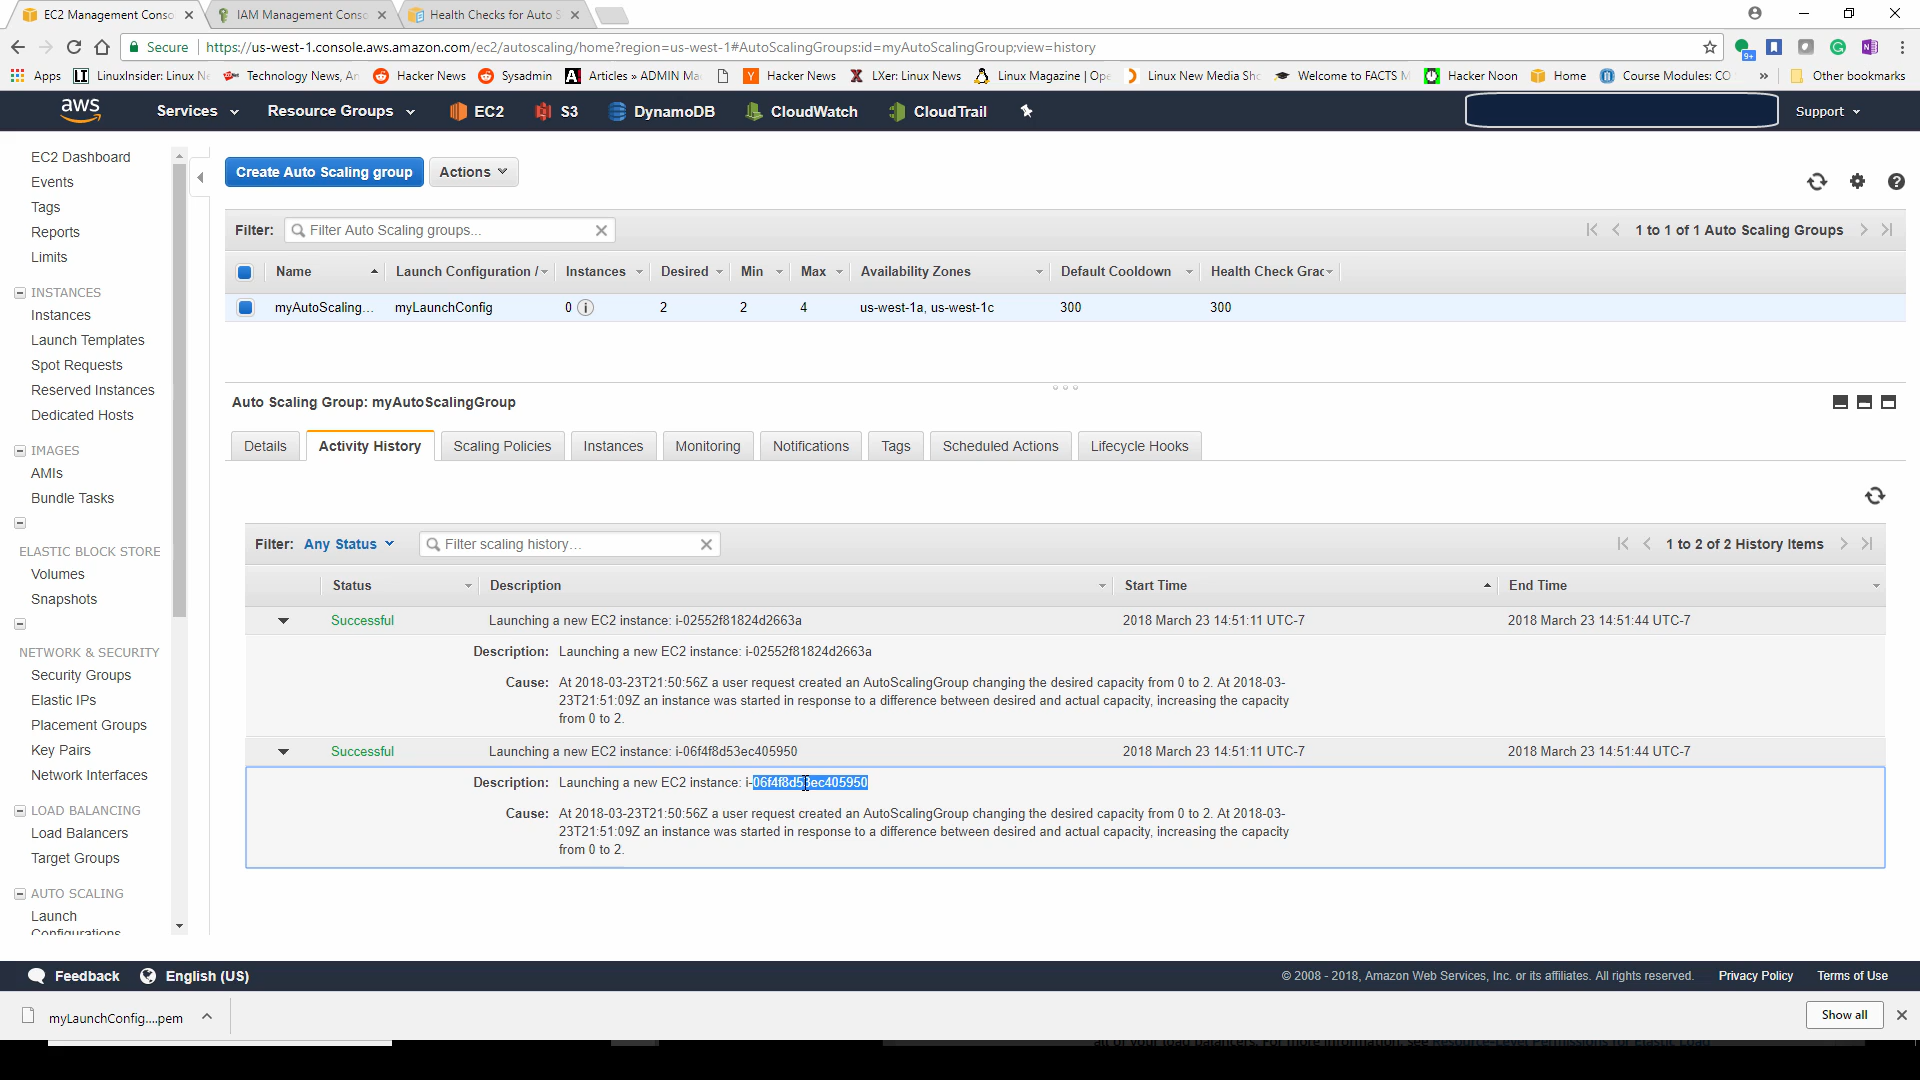 EC2 Management Conso
IAM Management Conso
Health Checks for Auto S
Secure https://us-west-1.console.aws.amazon.com/ec2/autoscaling/home?region=us-west-1#AutoScalingGroups:id=myAutoScalingGroup;view=history
Apps LinuxInsider: Linux Ne Technology News, An Hacker News Sysadmin Articles » ADMIN Ma Hacker News LXer: Linux News Linux Magazine | Ope Linux New Media Sho Welcome to FACTS M Hacker Noon Home Course Modules: CO » Other bookmarks
aws Services Resource Groups EC2 S3 DynamoDB CloudWatch CloudTrail Support
EC2 Dashboard
Events
Tags
Reports
Limits
INSTANCES
Instances
Launch Templates
Spot Requests
Reserved Instances
Dedicated Hosts
IMAGES
AMIs
Bundle Tasks
ELASTIC BLOCK STORE
Volumes
Snapshots
NETWORK & SECURITY
Security Groups
Elastic IPs
Placement Groups
Key Pairs
Network Interfaces
LOAD BALANCING
Load Balancers
Target Groups
AUTO SCALING
Launch
Configurations
Create Auto Scaling group Actions
Filter: Filter Auto Scaling groups... 1 to 1 of 1 Auto Scaling Groups
Name Launch Configuration / Instances Desired Min Max Availability Zones Default Cooldown Health Check Grac
myAutoScaling... myLaunchConfig 0 2 2 4 us-west-1a, us-west-1c 300 300
Auto Scaling Group: myAutoScalingGroup
Details Activity History Scaling Policies Instances Monitoring Notifications Tags Scheduled Actions Lifecycle Hooks
Filter: Any Status Filter scaling history... 1 to 2 of 2 History Items
Status Description Start Time End Time
Successful Launching a new EC2 instance: i-02552f81824d2663a 2018 March 23 14:51:11 UTC-7 2018 March 23 14:51:44 UTC-7
Description: Launching a new EC2 instance: i-02552f81824d2663a
Cause: At 2018-03-23T21:50:56Z a user request created an AutoScalingGroup changing the desired capacity from 0 to 2. At 2018-03-
23T21:51:09Z an instance was started in response to a difference between desired and actual capacity, increasing the capacity
from 0 to 2.
Successful Launching a new EC2 instance: i-06f4f8d53ec405950 2018 March 23 14:51:11 UTC-7 2018 March 23 14:51:44 UTC-7
Description: Launching a new EC2 instance: i-06f4f8d53ec405950
Cause: At 2018-03-23T21:50:56Z a user request created an AutoScalingGroup changing the desired capacity from 0 to 2. At 2018-03-
23T21:51:09Z an instance was started in response to a difference between desired and actual capacity, increasing the capacity
from 0 to 2.
Feedback English (US) © 2008 - 2018, Amazon Web Services, Inc. or its affiliates. All rights reserved. Privacy Policy Terms of Use
myLaunchConfig....pem Show all